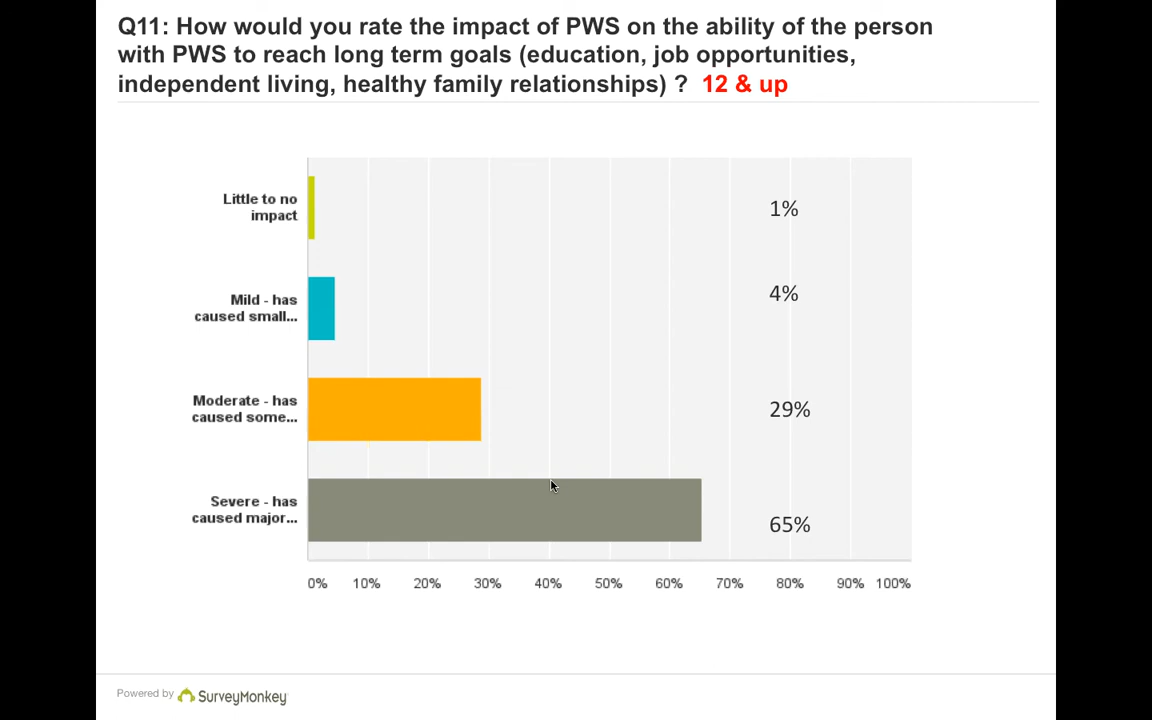 Q11: How would you rate the impact of PWS on the ability of the person
with PWS to reach long term goals (education, job opportunities,
independent living, healthy family relationships) ?  12 & up
Little to no
impact
1%
Mild - has
caused small...
4%
Moderate - has
caused some...
29%
Severe - has
caused major...
65%
0% 10% 20% 30% 40% 50% 60% 70% 80% 90% 100%
Powered by SurveyMonkey